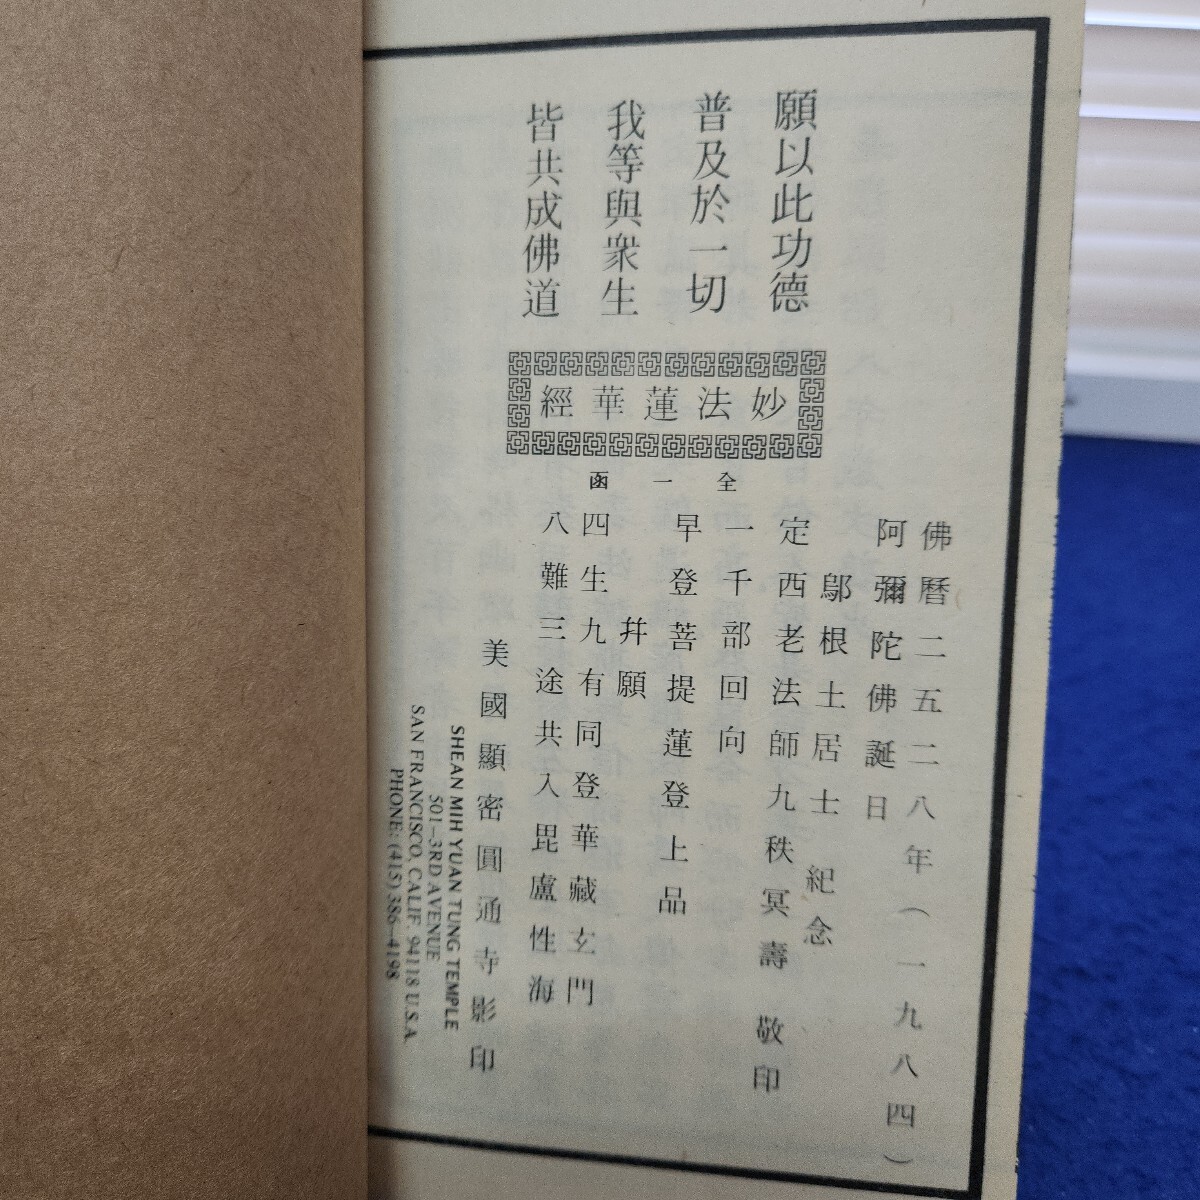 願以此功德
普及於一切
我等與衆生
皆共成佛道
妙法蓮華經
全一函
佛曆二五二八年(一九八四)
阿彌陀佛誕日
鄔根土居士 紀念
定西老法師九秩冥壽 敬印
一千部回向
早登菩提蓮登上品
幷願
四生九有同登華藏玄門
八難三途共入毘盧性海
美國顯密圓通寺影印
SHEAN MIH YUAN TUNG TEMPLE
501—3RD AVENUE
SAN FRANCISCO, CALIF. 94118 U.S.A.
PHONE: (415) 386—4198